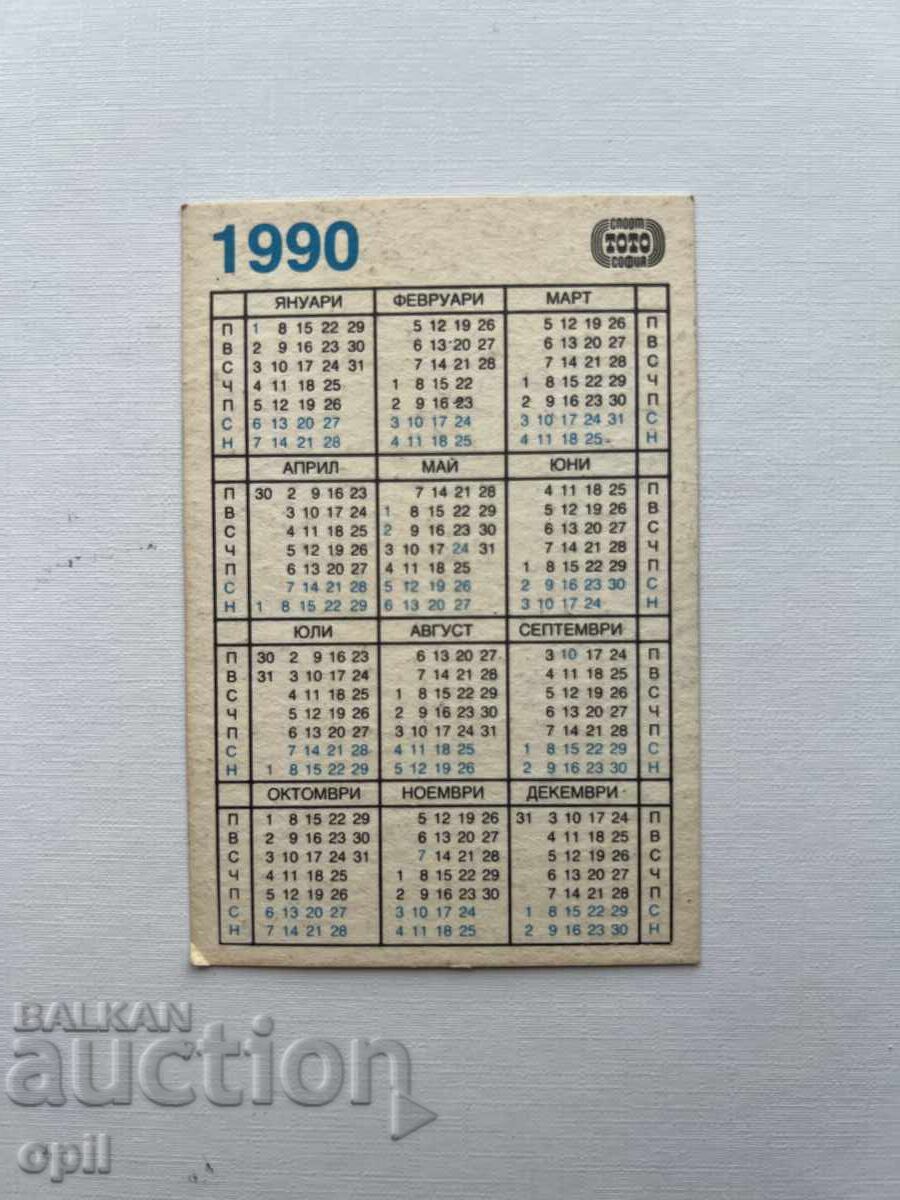 1990
спорт
ТОТО
софия
ЯНУАРИ ФЕВРУАРИ МАРТ
П 1 8 15 22 29 5 12 19 26 5 12 19 26 П
В 2 9 16 23 30 6 13 20 27 6 13 20 27 В
С 3 10 17 24 31 7 14 21 28 7 14 21 28 С
Ч 4 11 18 25 1 8 15 22 1 8 15 22 29 Ч
П 5 12 19 26 2 9 16 23 2 9 16 23 30 П
С 6 13 20 27 3 10 17 24 3 10 17 24 31 С
Н 7 14 21 28 4 11 18 25 4 11 18 25 Н
АПРИЛ МАЙ ЮНИ
П 30 2 9 16 23 7 14 21 28 4 11 18 25 П
В 3 10 17 24 1 8 15 22 29 5 12 19 26 В
С 4 11 18 25 2 9 16 23 30 6 13 20 27 С
Ч 5 12 19 26 3 10 17 24 31 7 14 21 28 Ч
П 6 13 20 27 4 11 18 25 1 8 15 22 29 П
С 7 14 21 28 5 12 19 26 2 9 16 23 30 С
Н 1 8 15 22 29 6 13 20 27 3 10 17 24 Н
ЮЛИ АВГУСТ СЕПТЕМВРИ
П 30 2 9 16 23 6 13 20 27 3 10 17 24 П
В 31 3 10 17 24 7 14 21 28 4 11 18 25 В
С 4 11 18 25 1 8 15 22 29 5 12 19 26 С
Ч 5 12 19 26 2 9 16 23 30 6 13 20 27 Ч
П 6 13 20 27 3 10 17 24 31 7 14 21 28 П
С 7 14 21 28 4 11 18 25 1 8 15 22 29 С
Н 1 8 15 22 29 5 12 19 26 2 9 16 23 30 Н
ОКТОМВРИ НОЕМВРИ ДЕКЕМВРИ
П 1 8 15 22 29 5 12 19 26 31 3 10 17 24 П
В 2 9 16 23 30 6 13 20 27 4 11 18 25 В
С 3 10 17 24 31 7 14 21 28 5 12 19 26 С
Ч 4 11 18 25 1 8 15 22 29 6 13 20 27 Ч
П 5 12 19 26 2 9 16 23 30 7 14 21 28 П
С 6 13 20 27 3 10 17 24 1 8 15 22 29 С
Н 7 14 21 28 4 11 18 25 2 9 16 23 30 Н
BALKAN
auction
opil